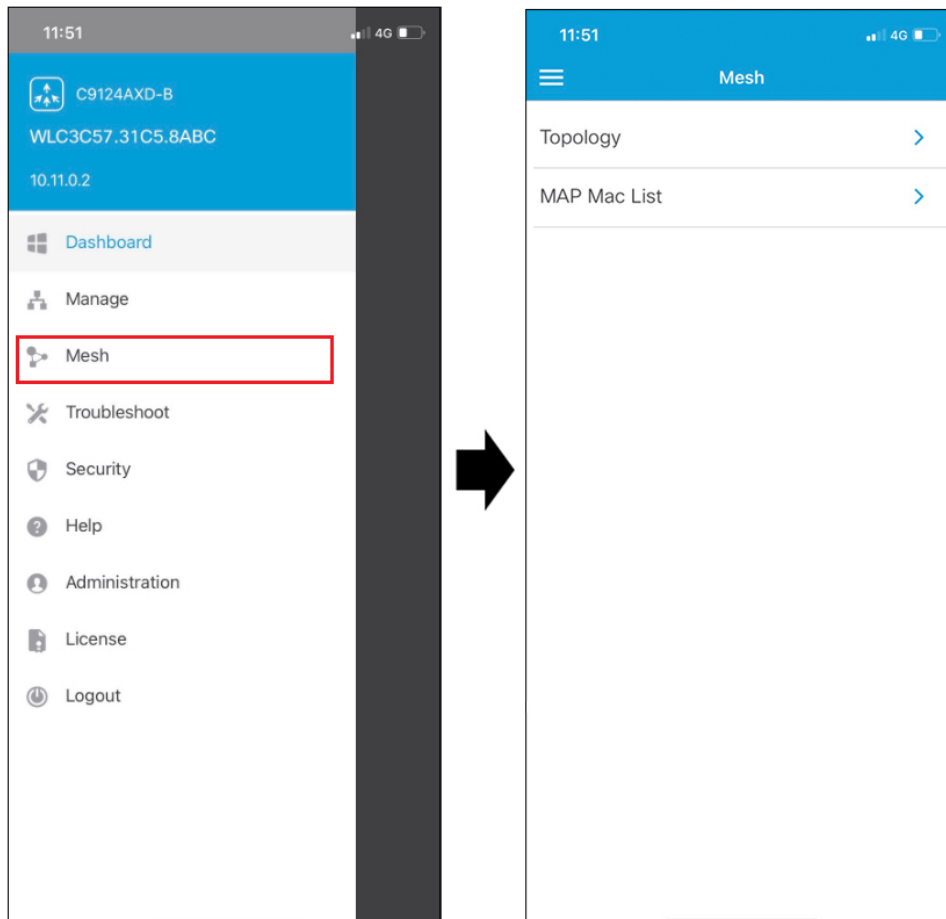 11:51
4G
C9124AXD-B
WLC3C57.31C5.8ABC
10.11.0.2
Dashboard
Manage
Mesh
Troubleshoot
Security
Help
Administration
License
Logout
11:51
4G
Mesh
Topology
MAP Mac List